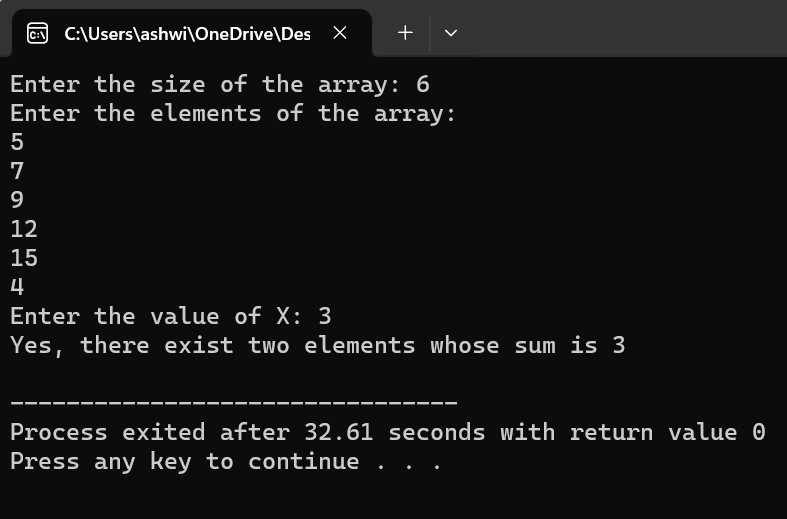 C:\Users\ashwi\OneDrive\Des
Enter the size of the array: 6
Enter the elements of the array:
5
7
9
12
15
4
Enter the value of X: 3
Yes, there exist two elements whose sum is 3
--------------------------------
Process exited after 32.61 seconds with return value 0
Press any key to continue . . .